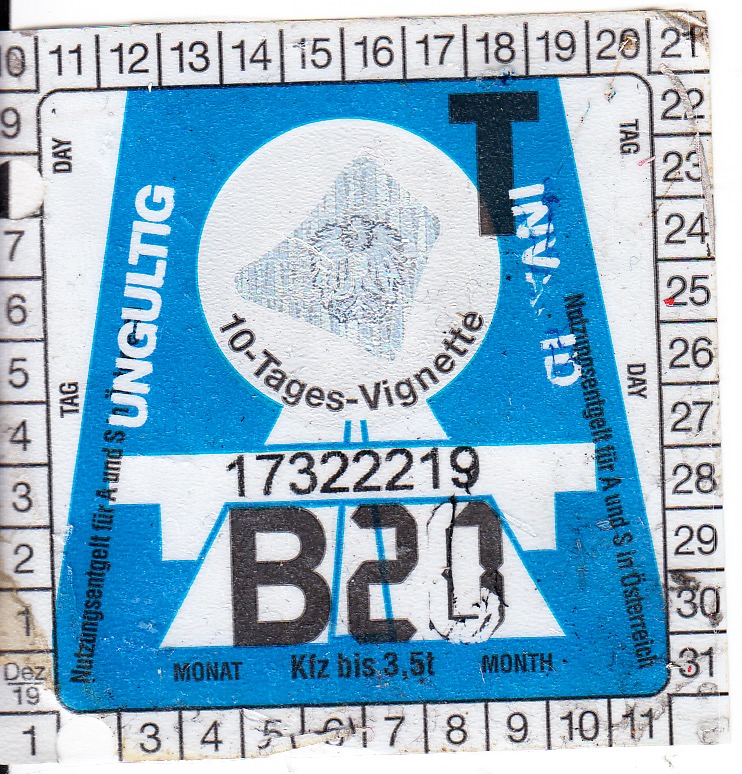 10 11 12 13 14 15 16 17 18 19 20 21
22
23
24
25
26
27
28
29
30
31
9
7
6
5
4
3
2
1
Dez
19
1 3 4 5 6 7 8 9 10 11
DAY
TAG
TAG
DAY
T
UNGÜLTIG
10-Tages-Vignette
17322219
B20
MONAT Kfz bis 3,5t MONTH
Nutzungsentgelt für A und S
Nutzungsentgelt für A und S in Österreich